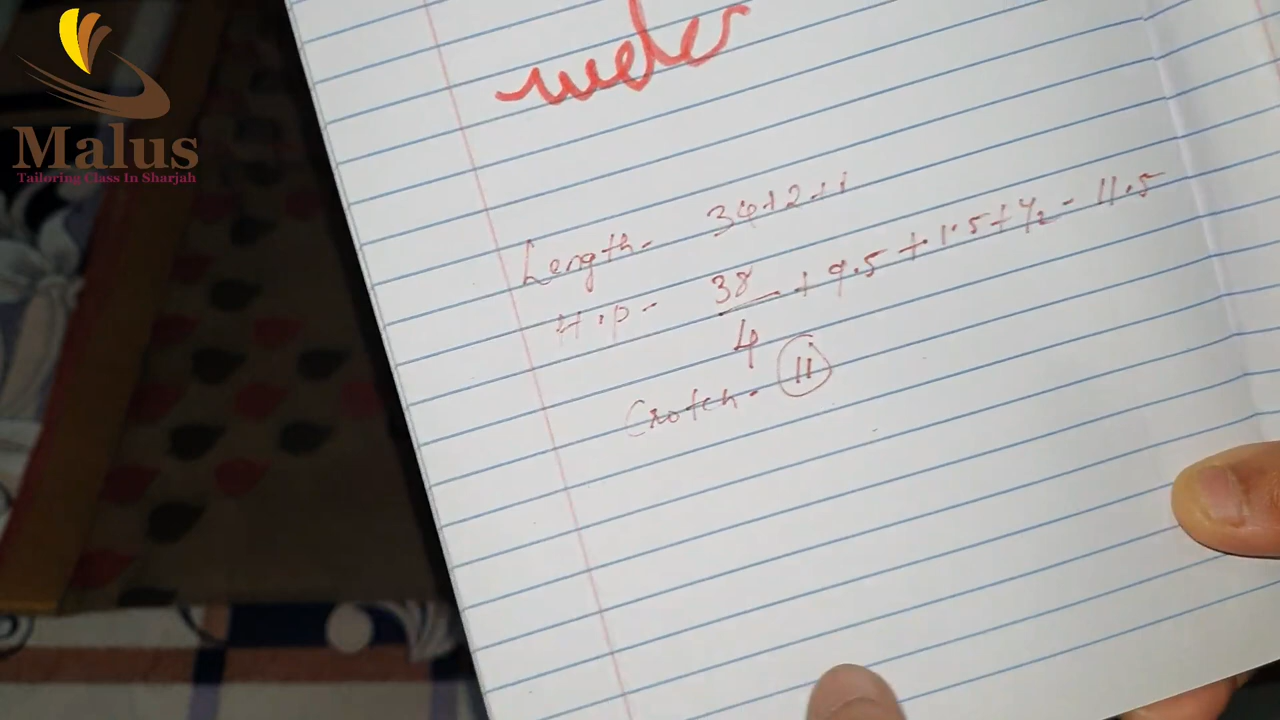 Malus
Tailoring Class In Sharjah
Length - 34+2+1
Hip - 38/4 + 9.5 + 1.5 + 1/2 - 11.5
Crotch - 11